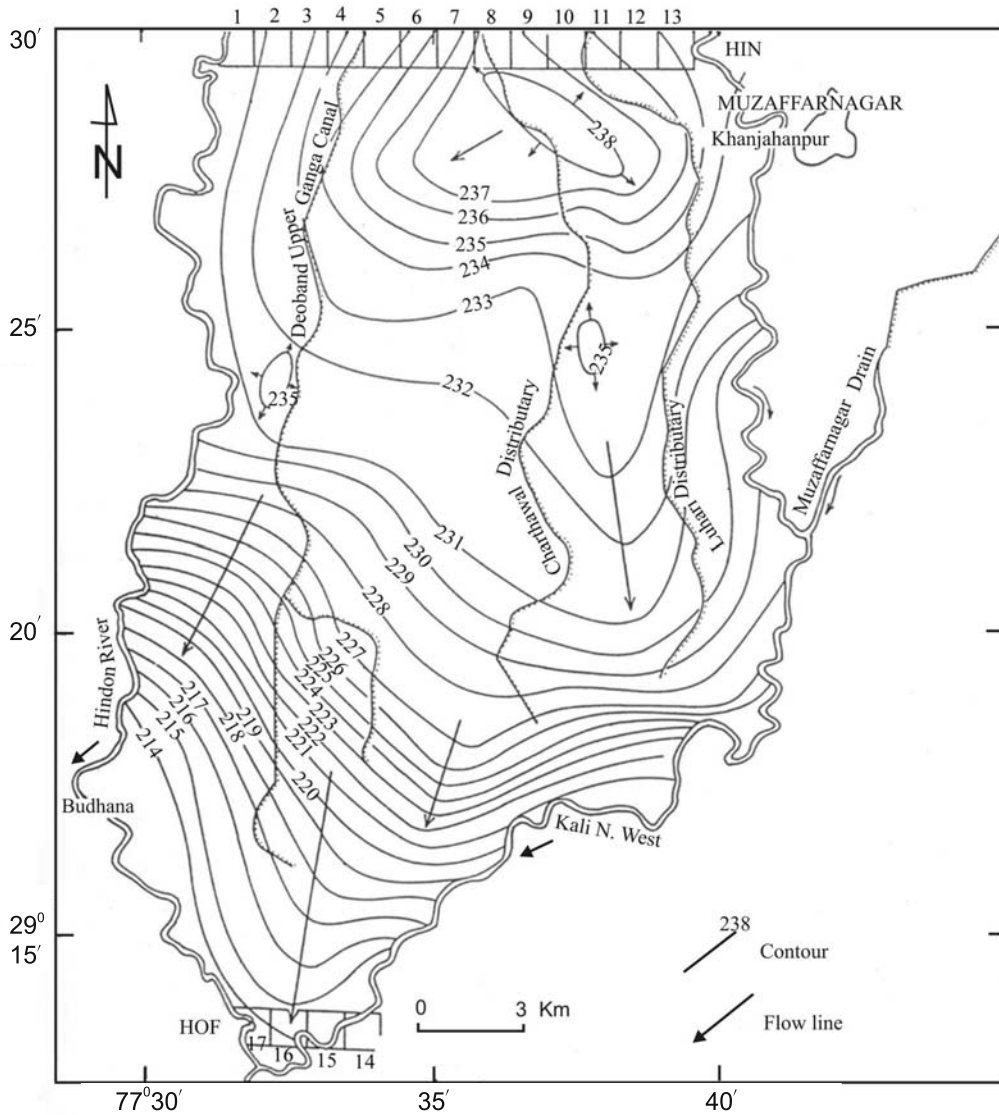 1 2 3 4 5 6 7 8 9 10 11 12 13
30′
HIN
MUZAFFARNAGAR
Khanjahanpur
238
Deoband Upper Ganga Canal
237
236
235
234
233
25′
235
235
232
Charthawal Distributary
Luhari Distributary
Muzaffarnagar Drain
231
230
229
228
20′
227
226
225
224
223
222
221
220
219
218
217
216
215
214
Hindon River
Budhana
Kali N. West
29⁰
15′
238
Contour
Flow line
0 3 Km
HOF
17 16 15 14
77⁰30′ 35′ 40′
N